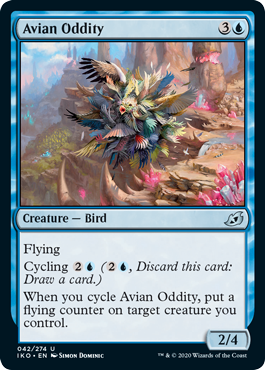 Avian Oddity 3
Creature — Bird
Flying
Cycling 2 (2, Discard this card:
Draw a card.)
When you cycle Avian Oddity, put a
flying counter on target creature you
control.
2/4
042/274 U
IKO • EN Simon Dominic
™ & © 2020 Wizards of the Coast